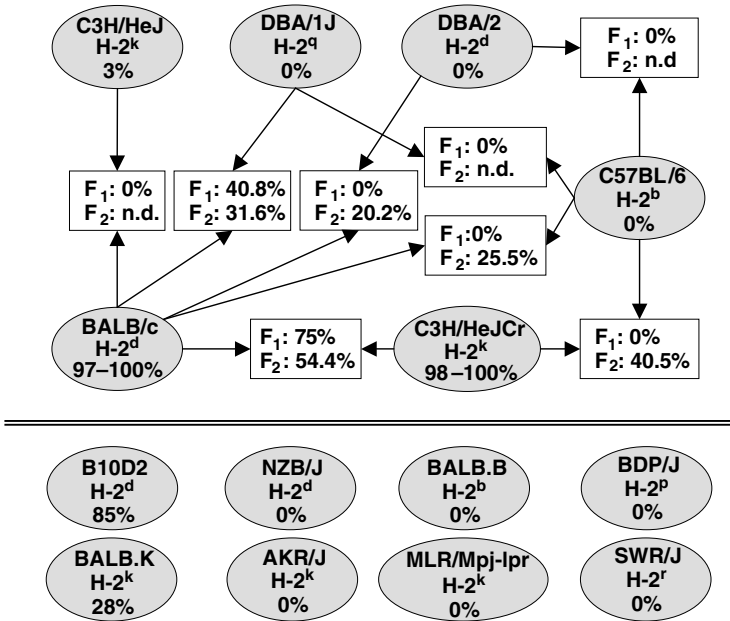 C3H/HeJ
H-2k
3%
DBA/1J
H-2q
0%
DBA/2
H-2d
0%
F1: 0%
F2: n.d
F1: 0%
F2: n.d.
C57BL/6
H-2b
0%
F1: 0%
F2: n.d.
F1: 40.8%
F2: 31.6%
F1: 0%
F2: 20.2%
F1:0%
F2: 25.5%
BALB/c
H-2d
97–100%
F1: 75%
F2: 54.4%
C3H/HeJCr
H-2k
98–100%
F1: 0%
F2: 40.5%
B10D2
H-2d
85%
NZB/J
H-2d
0%
BALB.B
H-2b
0%
BDP/J
H-2p
0%
BALB.K
H-2k
28%
AKR/J
H-2k
0%
MLR/Mpj-lpr
H-2k
0%
SWR/J
H-2r
0%